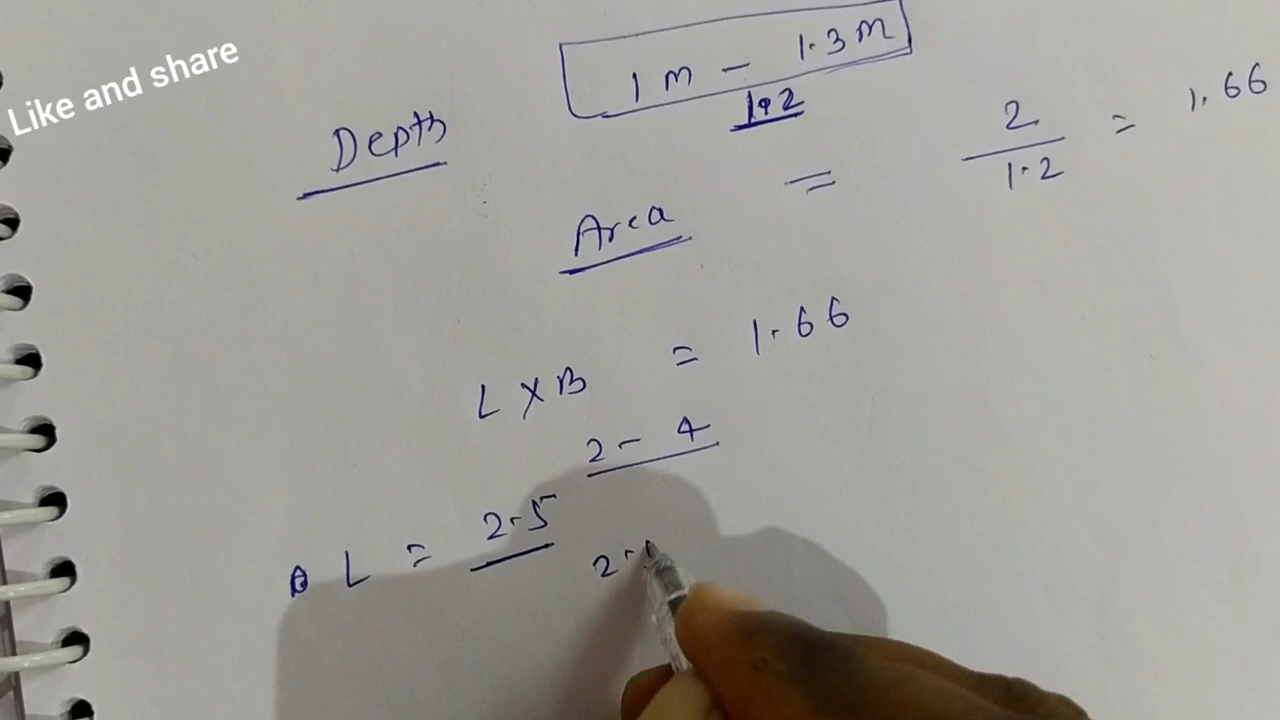 Like and share
1 m - 1.3 m
1.2
Depth
Area = 2 / 1.2 = 1.66
L X B = 1.66
2 - 4
L = 2.5